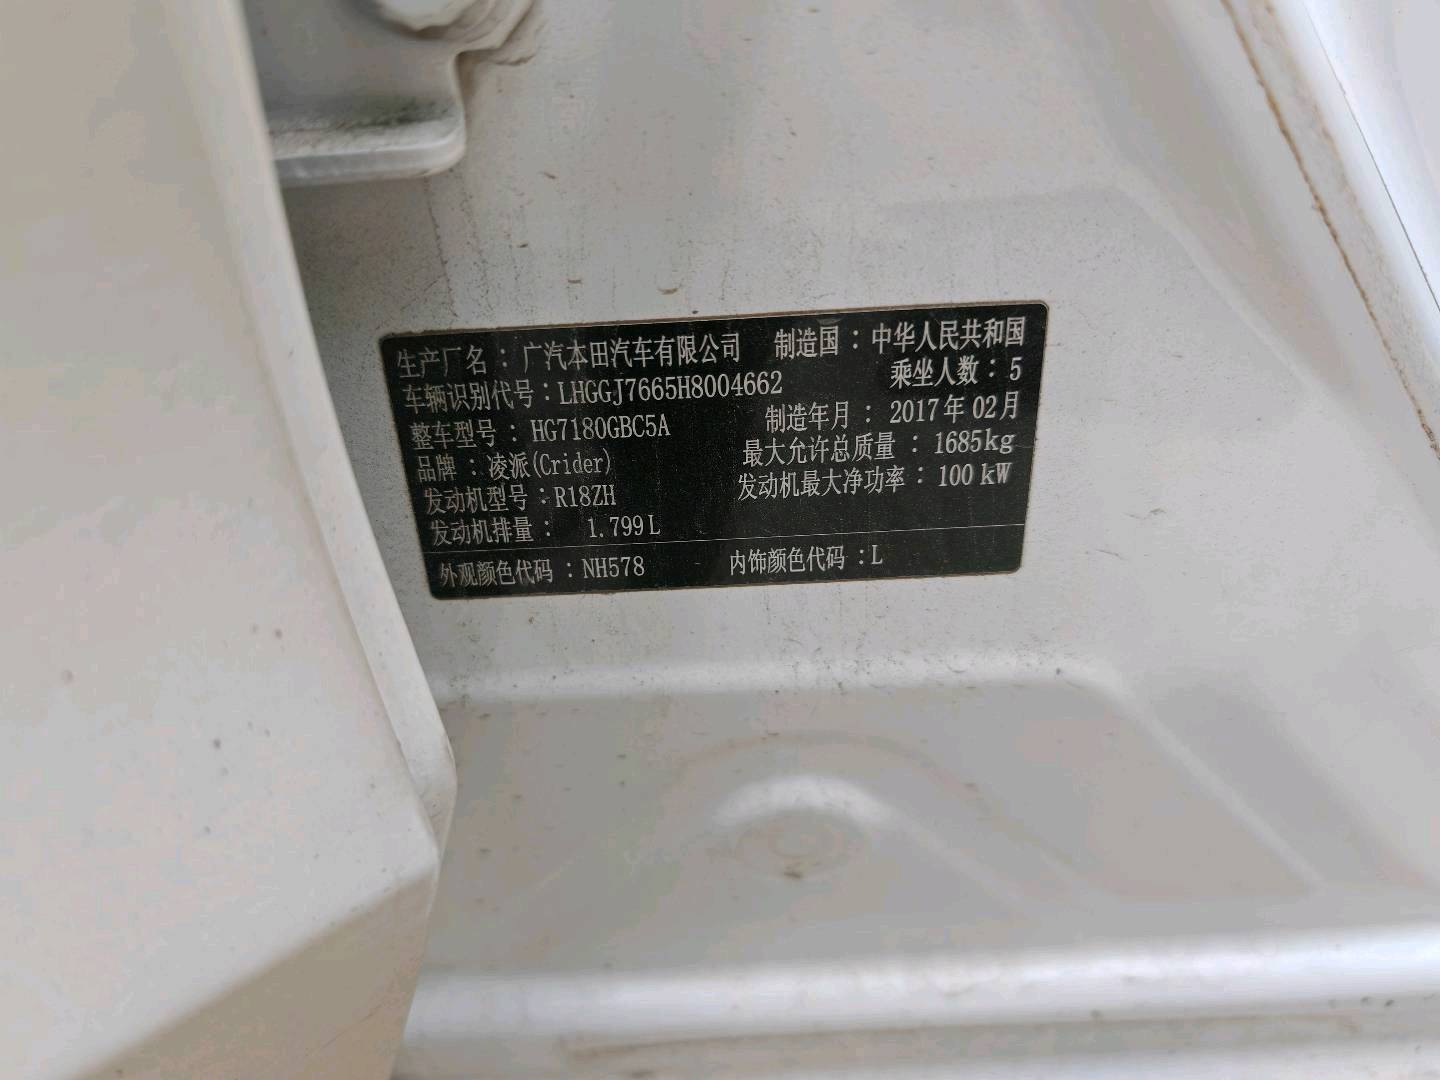 生产厂名：广汽本田汽车有限公司 制造国：中华人民共和国
车辆识别代号：LHGGJ7665H8004662 乘坐人数：5
整车型号：HG7180GBC5A 制造年月：2017年02月
品牌：凌派(Crider) 最大允许总质量：1685kg
发动机型号：R18ZH 发动机最大净功率：100kW
发动机排量：1.799L
外观颜色代码：NH578 内饰颜色代码：L